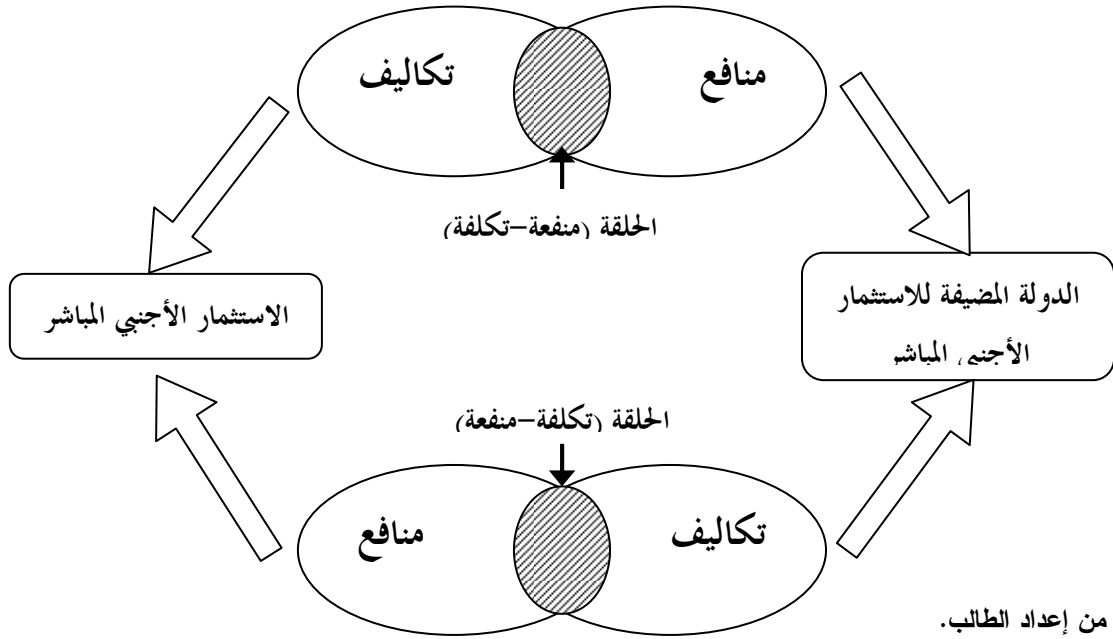 منافع
تكاليف
الحلقة (منفعة-تكلفة)
الدولة المضيفة للاستثمار
الأجنبي المباشر
الاستثمار الأجنبي المباشر
الحلقة (تكلفة-منفعة)
تكاليف
منافع
من إعداد الطالب.